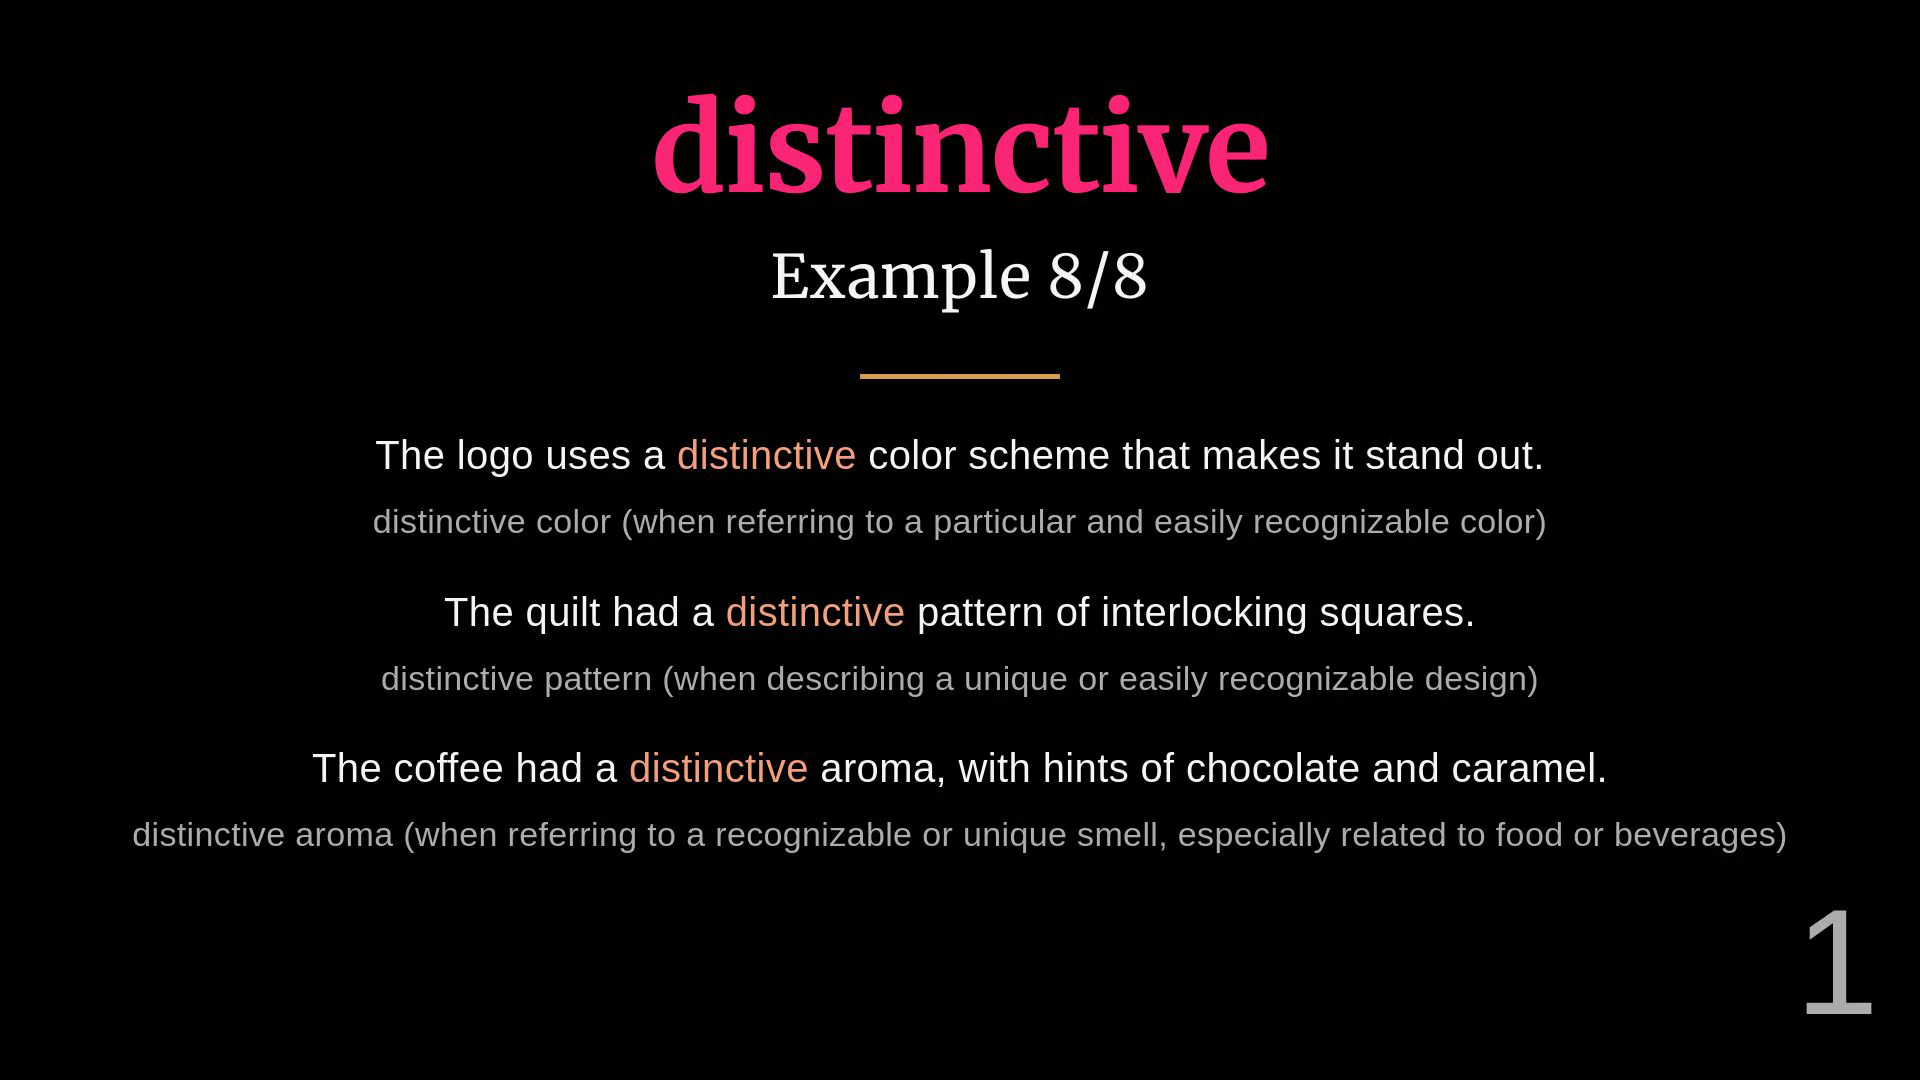 distinctive
Example 8/8
The logo uses a distinctive color scheme that makes it stand out.
distinctive color (when referring to a particular and easily recognizable color)
The quilt had a distinctive pattern of interlocking squares.
distinctive pattern (when describing a unique or easily recognizable design)
The coffee had a distinctive aroma, with hints of chocolate and caramel.
distinctive aroma (when referring to a recognizable or unique smell, especially related to food or beverages)
1